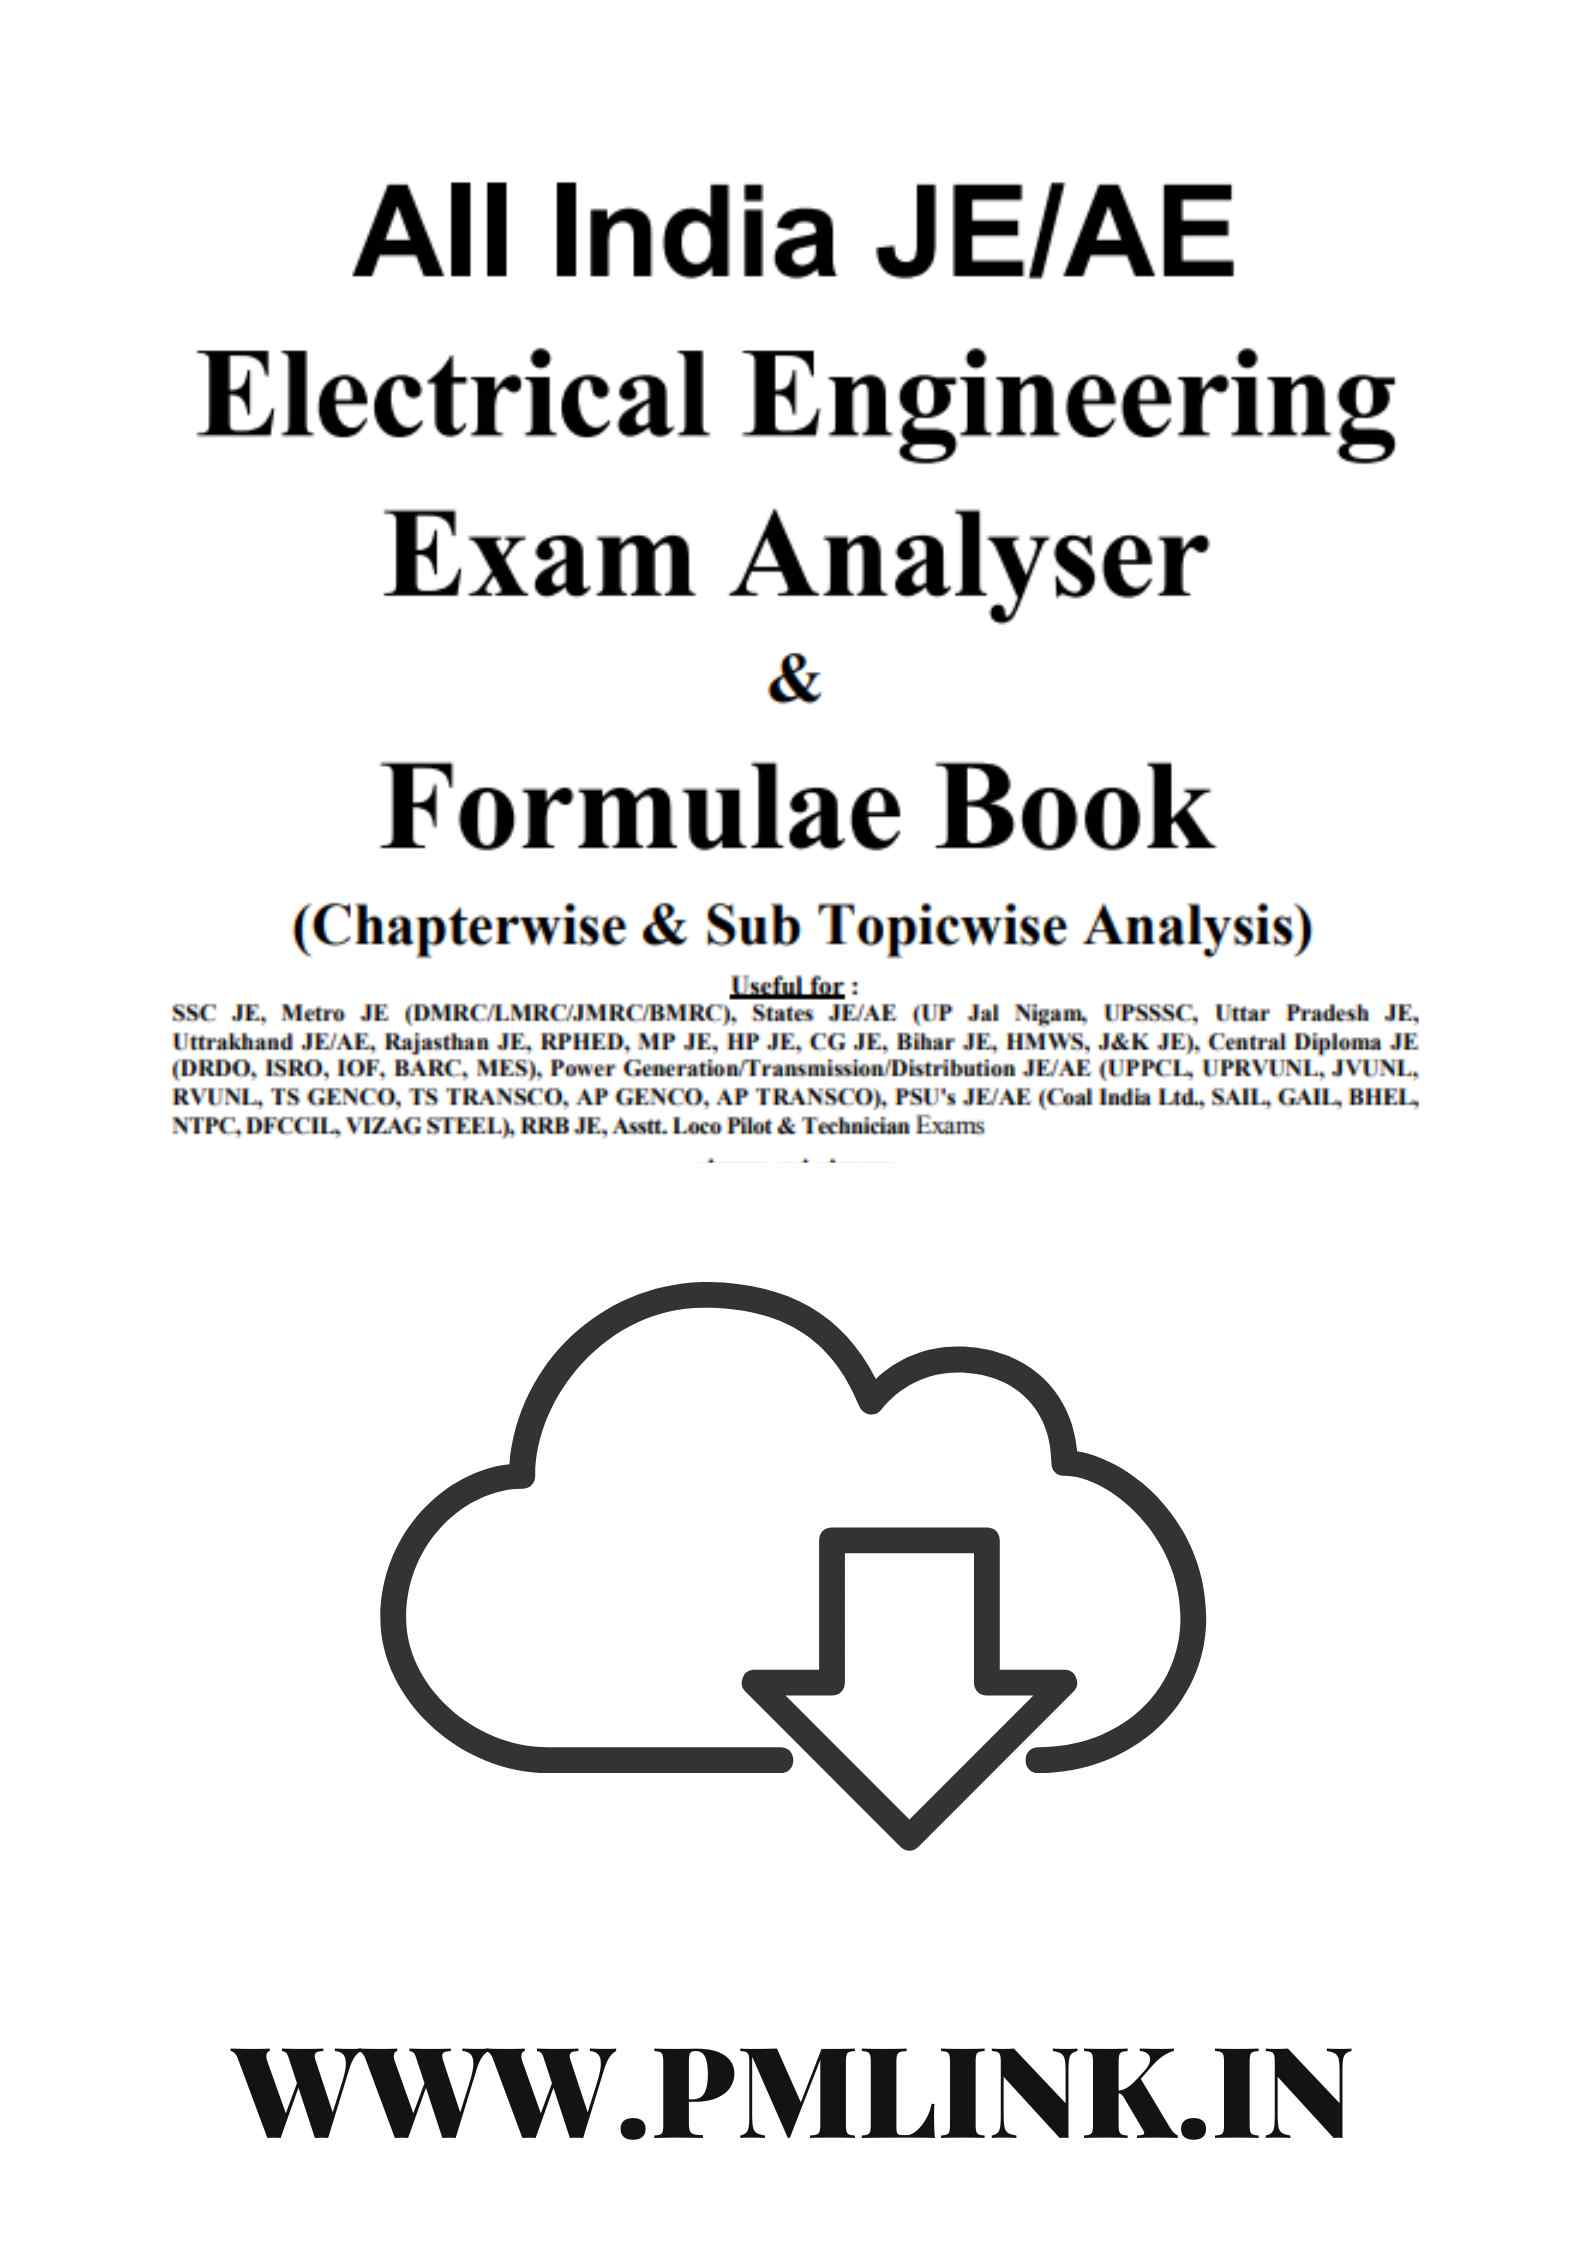 All India JE/AE
Electrical Engineering
Exam Analyser
&
Formulae Book
(Chapterwise & Sub Topicwise Analysis)
Useful for :
SSC JE, Metro JE (DMRC/LMRC/JMRC/BMRC), States JE/AE (UP Jal Nigam, UPSSSC, Uttar Pradesh JE,
Uttrakhand JE/AE, Rajasthan JE, RPHED, MP JE, HP JE, CG JE, Bihar JE, HMWS, J&K JE), Central Diploma JE
(DRDO, ISRO, IOF, BARC, MES), Power Generation/Transmission/Distribution JE/AE (UPPCL, UPRVUNL, JVUNL,
RVUNL, TS GENCO, TS TRANSCO, AP GENCO, AP TRANSCO), PSU's JE/AE (Coal India Ltd., SAIL, GAIL, BHEL,
NTPC, DFCCIL, VIZAG STEEL), RRB JE, Asstt. Loco Pilot & Technician Exams
WWW.PMLINK.IN